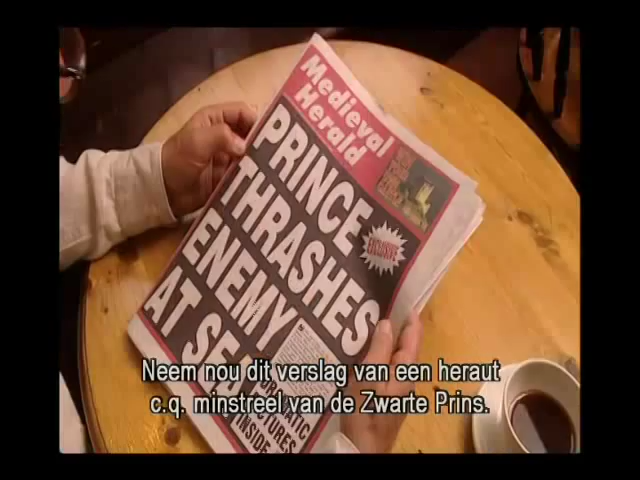 Medieval
Herald
PRINCE
THRASHES
ENEMY
AT SEA
EXCLUSIVE
INSIDE
Neem nou dit verslag van een heraut
c.q. minstreel van de Zwarte Prins.